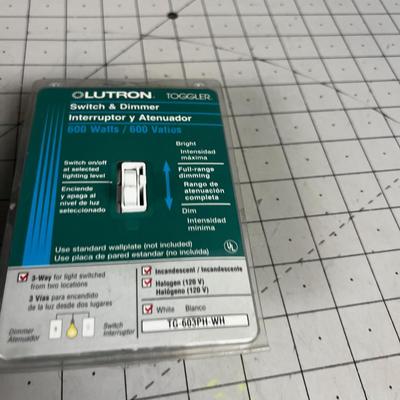 LUTRON. TOGGLER
Switch & Dimmer
Interruptor y Atenuador
600 Watts / 600 Vatios
Switch on/off
at selected
lighting level
Enciende
y apaga al
nivel de luz
seleccionado
Bright
Intensidad
máxima
Full-range
dimming
Rango de
atenuación
completa
Dim
Intensidad
mínima
Use standard wallplate (not included)
Use placa de pared estandar (no incluida)
UL
3-Way for light switched
from two locations
3 Vías para encendido
de la luz desde dos lugares
Dimmer
Atenuador
Switch
Interruptor
Incandescent / Incandescente
Halogen (120 V)
Halógeno (120 V)
White Blanco
TG-603PH-WH